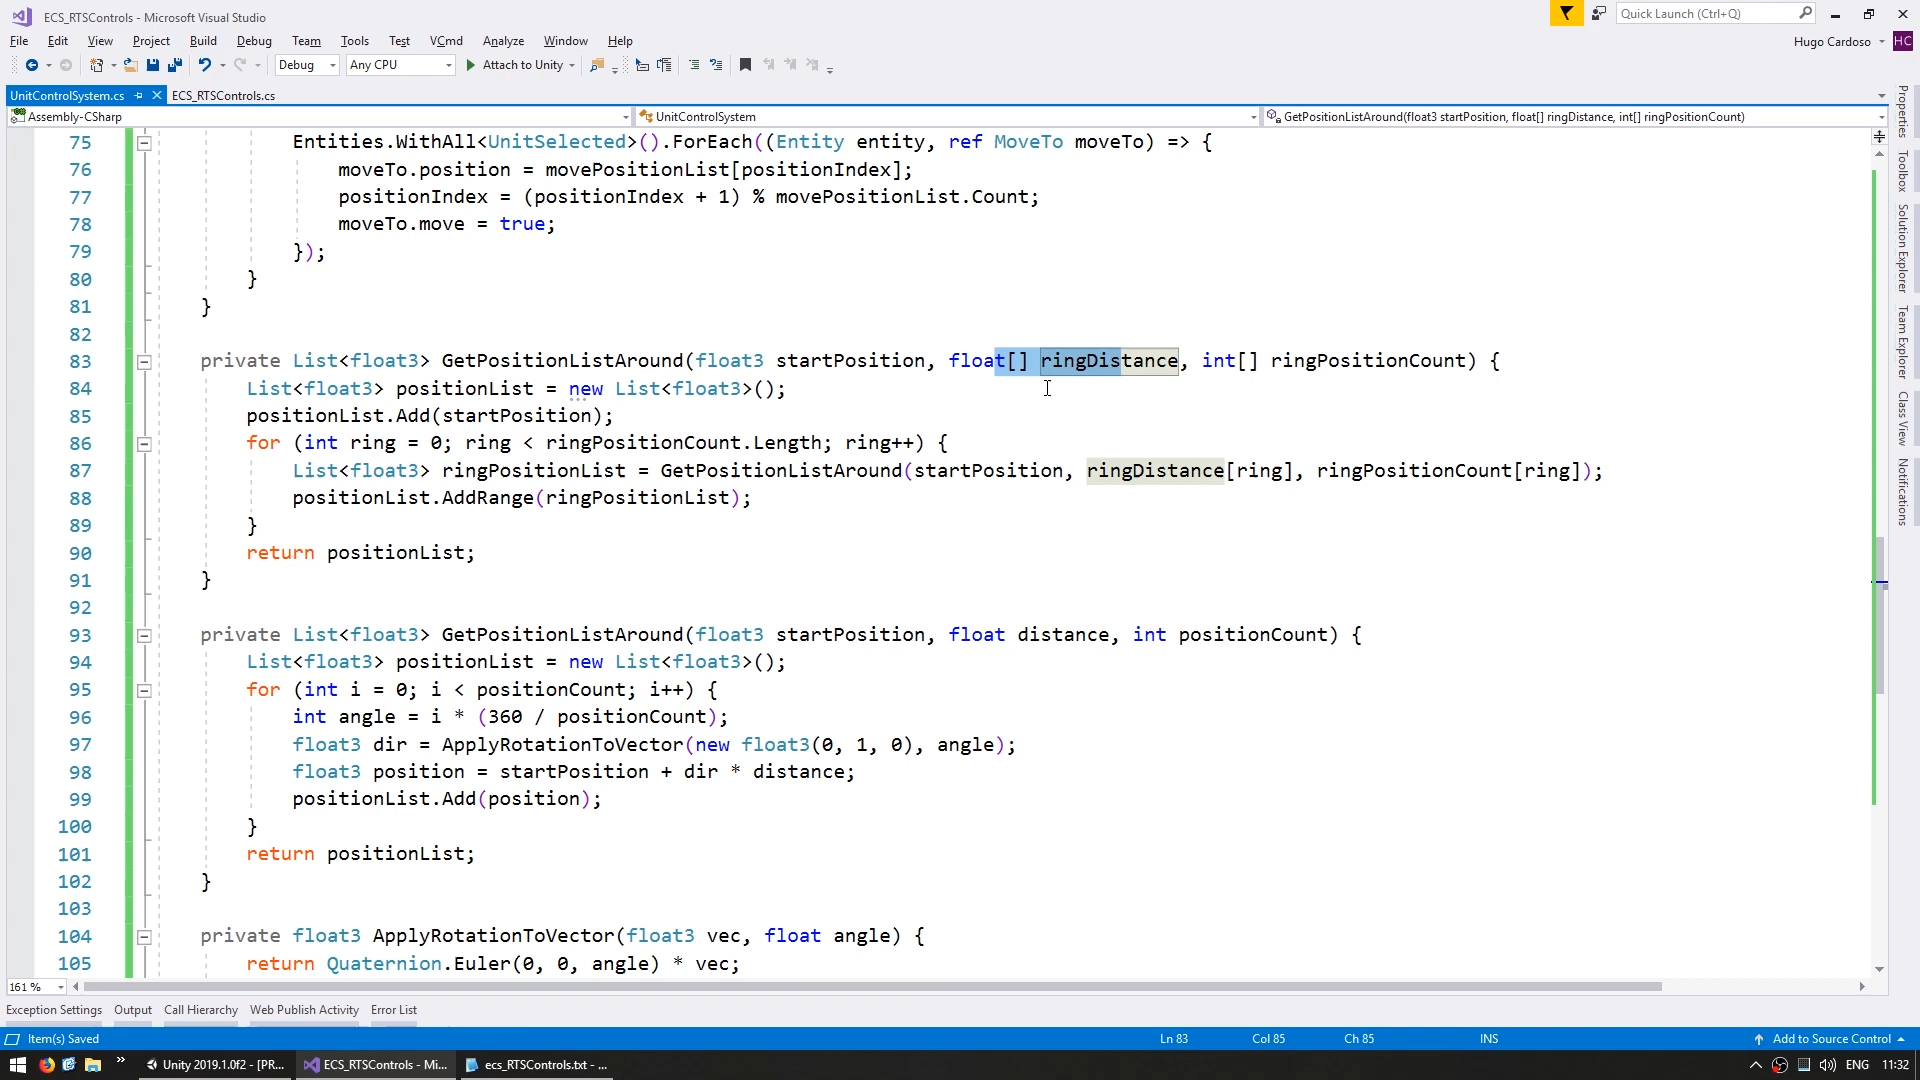 ECS_RTSControls - Microsoft Visual Studio
Quick Launch (Ctrl+Q)
File Edit View Project Build Debug Team Tools Test VCmd Analyze Window Help
Hugo Cardoso HC
Debug Any CPU Attach to Unity
UnitControlSystem.cs ECS_RTSControls.cs
Assembly-CSharp UnitControlSystem GetPositionListAround(float3 startPosition, float[] ringDistance, int[] ringPositionCount)
75 Entities.WithAll<UnitSelected>().ForEach((Entity entity, ref MoveTo moveTo) => {
76 moveTo.position = movePositionList[positionIndex];
77 positionIndex = (positionIndex + 1) % movePositionList.Count;
78 moveTo.move = true;
79 });
80 }
81 }
82
83 private List<float3> GetPositionListAround(float3 startPosition, float[] ringDistance, int[] ringPositionCount) {
84 List<float3> positionList = new List<float3>();
85 positionList.Add(startPosition);
86 for (int ring = 0; ring < ringPositionCount.Length; ring++) {
87 List<float3> ringPositionList = GetPositionListAround(startPosition, ringDistance[ring], ringPositionCount[ring]);
88 positionList.AddRange(ringPositionList);
89 }
90 return positionList;
91 }
92
93 private List<float3> GetPositionListAround(float3 startPosition, float distance, int positionCount) {
94 List<float3> positionList = new List<float3>();
95 for (int i = 0; i < positionCount; i++) {
96 int angle = i * (360 / positionCount);
97 float3 dir = ApplyRotationToVector(new float3(0, 1, 0), angle);
98 float3 position = startPosition + dir * distance;
99 positionList.Add(position);
100 }
101 return positionList;
102 }
103
104 private float3 ApplyRotationToVector(float3 vec, float angle) {
105 return Quaternion.Euler(0, 0, angle) * vec;
Properties
Toolbox
Solution Explorer
Team Explorer
Class View
Notifications
161 %
Exception Settings Output Call Hierarchy Web Publish Activity Error List
Item(s) Saved Ln 83 Col 85 Ch 85 INS Add to Source Control
Unity 2019.1.0f2 - [PR... ECS_RTSControls - Mi... ecs_RTSControls.txt - ... ENG 11:32